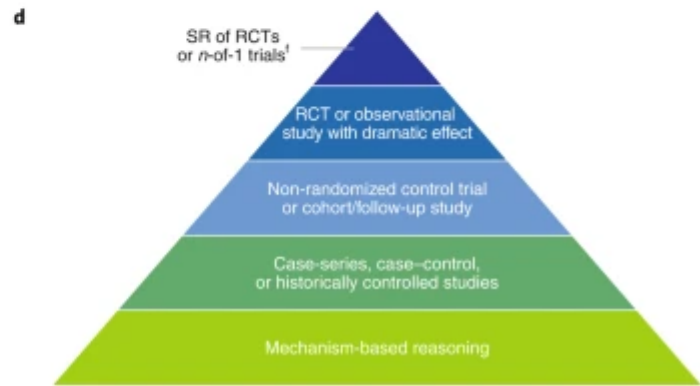 d
SR of RCTs
or n-of-1 trials†
RCT or observational
study with dramatic effect
Non-randomized control trial
or cohort/follow-up study
Case-series, case–control,
or historically controlled studies
Mechanism-based reasoning